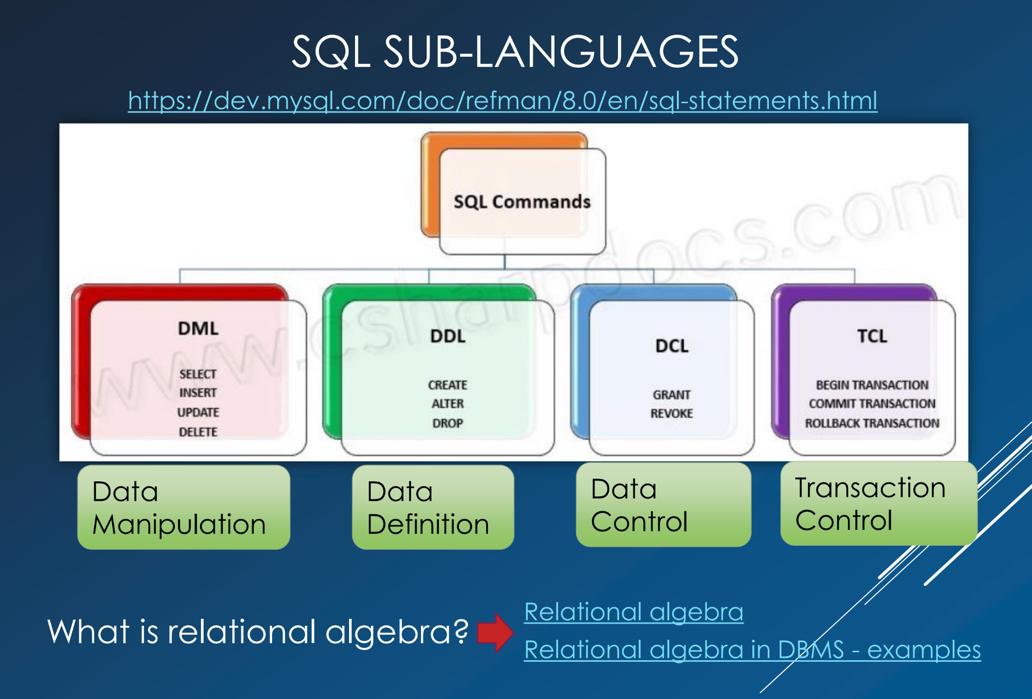 SQL SUB-LANGUAGES
https://dev.mysql.com/doc/refman/8.0/en/sql-statements.html
www.csharpdocs.com
SQL Commands
DML
SELECT
INSERT
UPDATE
DELETE
DDL
CREATE
ALTER
DROP
DCL
GRANT
REVOKE
TCL
BEGIN TRANSACTION
COMMIT TRANSACTION
ROLLBACK TRANSACTION
Data
Manipulation
Data
Definition
Data
Control
Transaction
Control
What is relational algebra?
Relational algebra
Relational algebra in DBMS - examples